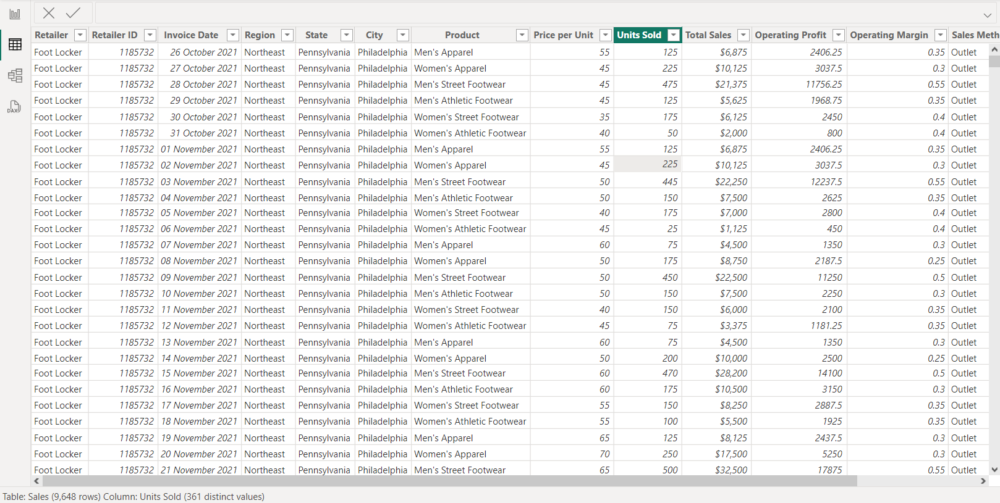 Retailer Retailer ID Invoice Date Region State City Product Price per Unit Units Sold Total Sales Operating Profit Operating Margin Sales Meth
Foot Locker 1185732 26 October 2021 Northeast Pennsylvania Philadelphia Men's Apparel 55 125 $6,875 2406.25 0.35 Outlet
Foot Locker 1185732 27 October 2021 Northeast Pennsylvania Philadelphia Women's Apparel 45 225 $10,125 3037.5 0.3 Outlet
Foot Locker 1185732 28 October 2021 Northeast Pennsylvania Philadelphia Men's Street Footwear 45 475 $21,375 11756.25 0.55 Outlet
Foot Locker 1185732 29 October 2021 Northeast Pennsylvania Philadelphia Men's Athletic Footwear 45 125 $5,625 1968.75 0.35 Outlet
DAX
Foot Locker 1185732 30 October 2021 Northeast Pennsylvania Philadelphia Women's Street Footwear 35 175 $6,125 2450 0.4 Outlet
Foot Locker 1185732 31 October 2021 Northeast Pennsylvania Philadelphia Women's Athletic Footwear 40 50 $2,000 800 0.4 Outlet
Foot Locker 1185732 01 November 2021 Northeast Pennsylvania Philadelphia Men's Apparel 55 125 $6,875 2406.25 0.35 Outlet
Foot Locker 1185732 02 November 2021 Northeast Pennsylvania Philadelphia Women's Apparel 45 225 $10,125 3037.5 0.3 Outlet
Foot Locker 1185732 03 November 2021 Northeast Pennsylvania Philadelphia Men's Street Footwear 50 445 $22,250 12237.5 0.55 Outlet
Foot Locker 1185732 04 November 2021 Northeast Pennsylvania Philadelphia Men's Athletic Footwear 50 150 $7,500 2625 0.35 Outlet
Foot Locker 1185732 05 November 2021 Northeast Pennsylvania Philadelphia Women's Street Footwear 40 175 $7,000 2800 0.4 Outlet
Foot Locker 1185732 06 November 2021 Northeast Pennsylvania Philadelphia Women's Athletic Footwear 45 25 $1,125 450 0.4 Outlet
Foot Locker 1185732 07 November 2021 Northeast Pennsylvania Philadelphia Men's Apparel 60 75 $4,500 1350 0.3 Outlet
Foot Locker 1185732 08 November 2021 Northeast Pennsylvania Philadelphia Women's Apparel 50 175 $8,750 2187.5 0.25 Outlet
Foot Locker 1185732 09 November 2021 Northeast Pennsylvania Philadelphia Men's Street Footwear 50 450 $22,500 11250 0.5 Outlet
Foot Locker 1185732 10 November 2021 Northeast Pennsylvania Philadelphia Men's Athletic Footwear 50 150 $7,500 2250 0.3 Outlet
Foot Locker 1185732 11 November 2021 Northeast Pennsylvania Philadelphia Women's Street Footwear 40 150 $6,000 2100 0.35 Outlet
Foot Locker 1185732 12 November 2021 Northeast Pennsylvania Philadelphia Women's Athletic Footwear 45 75 $3,375 1181.25 0.35 Outlet
Foot Locker 1185732 13 November 2021 Northeast Pennsylvania Philadelphia Men's Apparel 60 75 $4,500 1350 0.3 Outlet
Foot Locker 1185732 14 November 2021 Northeast Pennsylvania Philadelphia Women's Apparel 50 200 $10,000 2500 0.25 Outlet
Foot Locker 1185732 15 November 2021 Northeast Pennsylvania Philadelphia Men's Street Footwear 60 470 $28,200 14100 0.5 Outlet
Foot Locker 1185732 16 November 2021 Northeast Pennsylvania Philadelphia Men's Athletic Footwear 60 175 $10,500 3150 0.3 Outlet
Foot Locker 1185732 17 November 2021 Northeast Pennsylvania Philadelphia Women's Street Footwear 55 150 $8,250 2887.5 0.35 Outlet
Foot Locker 1185732 18 November 2021 Northeast Pennsylvania Philadelphia Women's Athletic Footwear 55 100 $5,500 1925 0.35 Outlet
Foot Locker 1185732 19 November 2021 Northeast Pennsylvania Philadelphia Men's Apparel 65 125 $8,125 2437.5 0.3 Outlet
Foot Locker 1185732 20 November 2021 Northeast Pennsylvania Philadelphia Women's Apparel 70 250 $17,500 5250 0.3 Outlet
Foot Locker 1185732 21 November 2021 Northeast Pennsylvania Philadelphia Men's Street Footwear 65 500 $32,500 17875 0.55 Outlet
Table: Sales (9,648 rows) Column: Units Sold (361 distinct values)